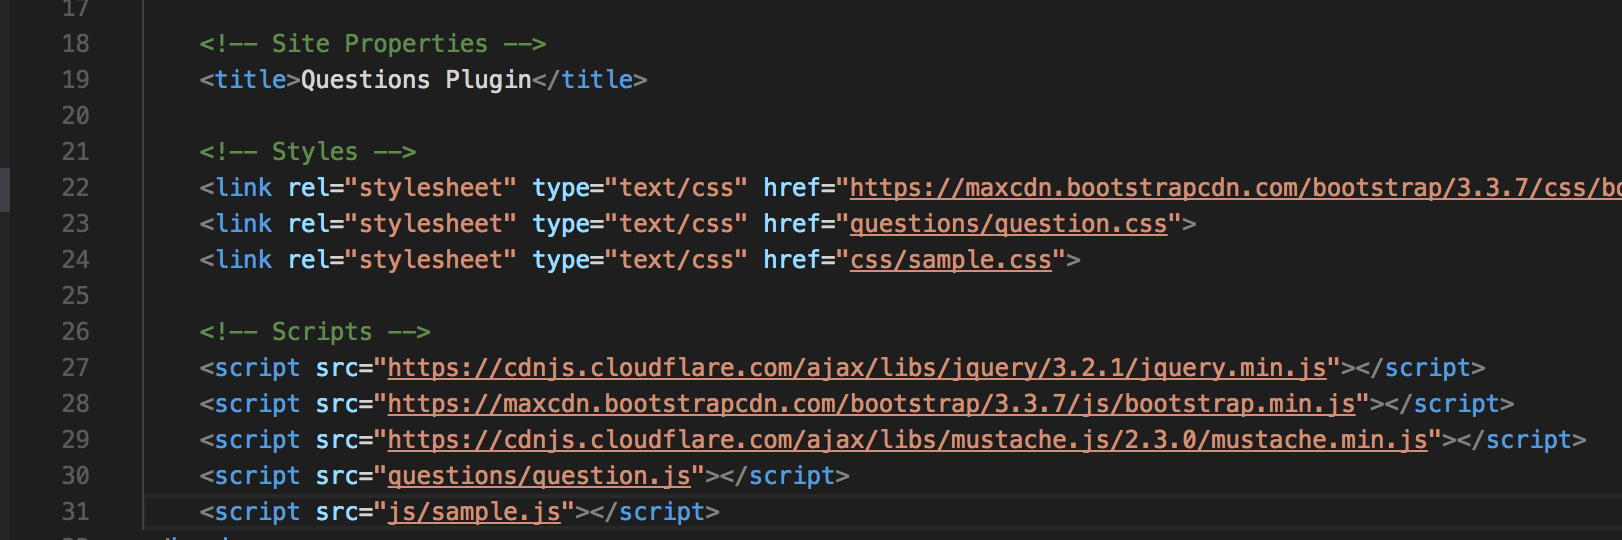 17
18 <!-- Site Properties -->
19 <title>Questions Plugin</title>
20
21 <!-- Styles -->
22 <link rel="stylesheet" type="text/css" href="https://maxcdn.bootstrapcdn.com/bootstrap/3.3.7/css/bo
23 <link rel="stylesheet" type="text/css" href="questions/question.css">
24 <link rel="stylesheet" type="text/css" href="css/sample.css">
25
26 <!-- Scripts -->
27 <script src="https://cdnjs.cloudflare.com/ajax/libs/jquery/3.2.1/jquery.min.js"></script>
28 <script src="https://maxcdn.bootstrapcdn.com/bootstrap/3.3.7/js/bootstrap.min.js"></script>
29 <script src="https://cdnjs.cloudflare.com/ajax/libs/mustache.js/2.3.0/mustache.min.js"></script>
30 <script src="questions/question.js"></script>
31 <script src="js/sample.js"></script>